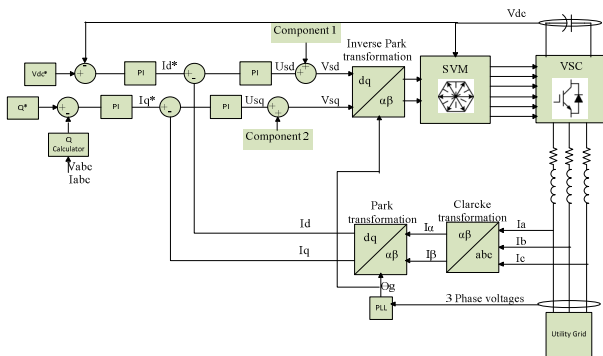 Vdc
Component 1
Vdc*
PI
Id*
PI
Usd
Vsd
Inverse Park
transformation
dq
αβ
SVM
VSC
Q*
PI
Iq*
PI
Usq
Vsq
Component 2
Q
Calculator
Vabc
Iabc
Park
transformation
Clarcke
transformation
Id
Iq
dq
αβ
Iα
Iβ
αβ
abc
Ia
Ib
Ic
Og
PLL
3 Phase voltages
Utility Grid